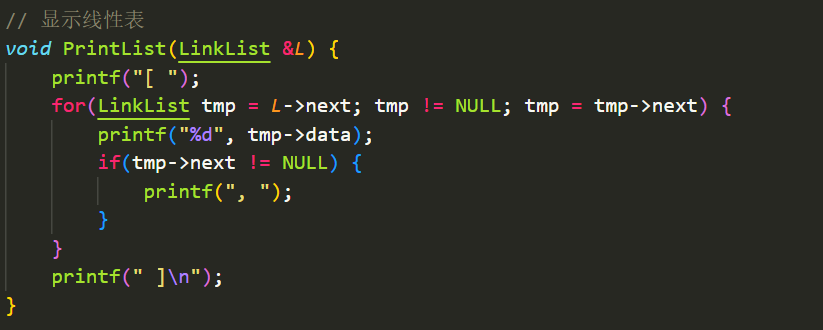 // 显示线性表
void PrintList(LinkList &L) {
    printf("[ ");
    for(LinkList tmp = L->next; tmp != NULL; tmp = tmp->next) {
        printf("%d", tmp->data);
        if(tmp->next != NULL) {
            printf(", ");
        }
    }
    printf(" ]\n");
}